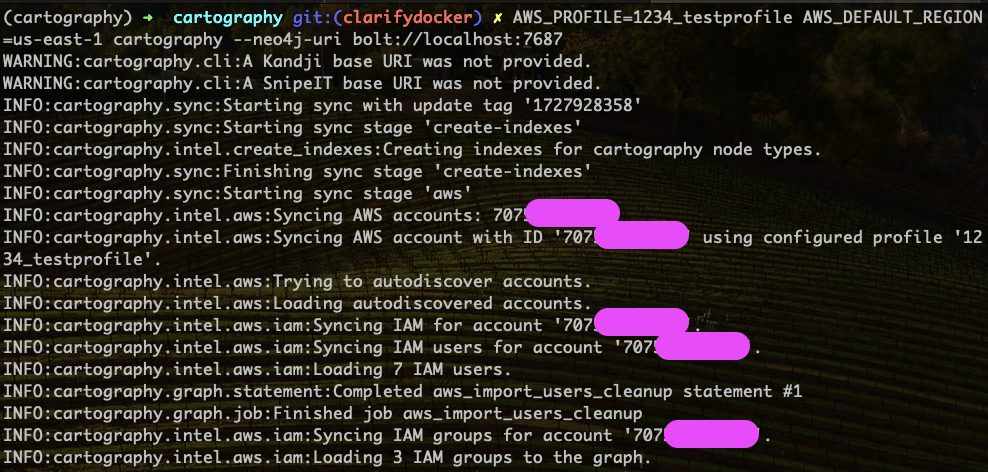 (cartography) ➜  cartography git:(clarifydocker) ✗ AWS_PROFILE=1234_testprofile AWS_DEFAULT_REGION
=us-east-1 cartography --neo4j-uri bolt://localhost:7687
WARNING:cartography.cli:A Kandji base URI was not provided.
WARNING:cartography.cli:A SnipeIT base URI was not provided.
INFO:cartography.sync:Starting sync with update tag '1727928358'
INFO:cartography.sync:Starting sync stage 'create-indexes'
INFO:cartography.intel.create_indexes:Creating indexes for cartography node types.
INFO:cartography.sync:Finishing sync stage 'create-indexes'
INFO:cartography.sync:Starting sync stage 'aws'
INFO:cartography.intel.aws:Syncing AWS accounts: 707
INFO:cartography.intel.aws:Syncing AWS account with ID '707 using configured profile '12
34_testprofile'.
INFO:cartography.intel.aws:Trying to autodiscover accounts.
INFO:cartography.intel.aws:Loading autodiscovered accounts.
INFO:cartography.intel.aws.iam:Syncing IAM for account '707 .
INFO:cartography.intel.aws.iam:Syncing IAM users for account '707 .
INFO:cartography.intel.aws.iam:Loading 7 IAM users.
INFO:cartography.graph.statement:Completed aws_import_users_cleanup statement #1
INFO:cartography.graph.job:Finished job aws_import_users_cleanup
INFO:cartography.intel.aws.iam:Syncing IAM groups for account '707 .
INFO:cartography.intel.aws.iam:Loading 3 IAM groups to the graph.